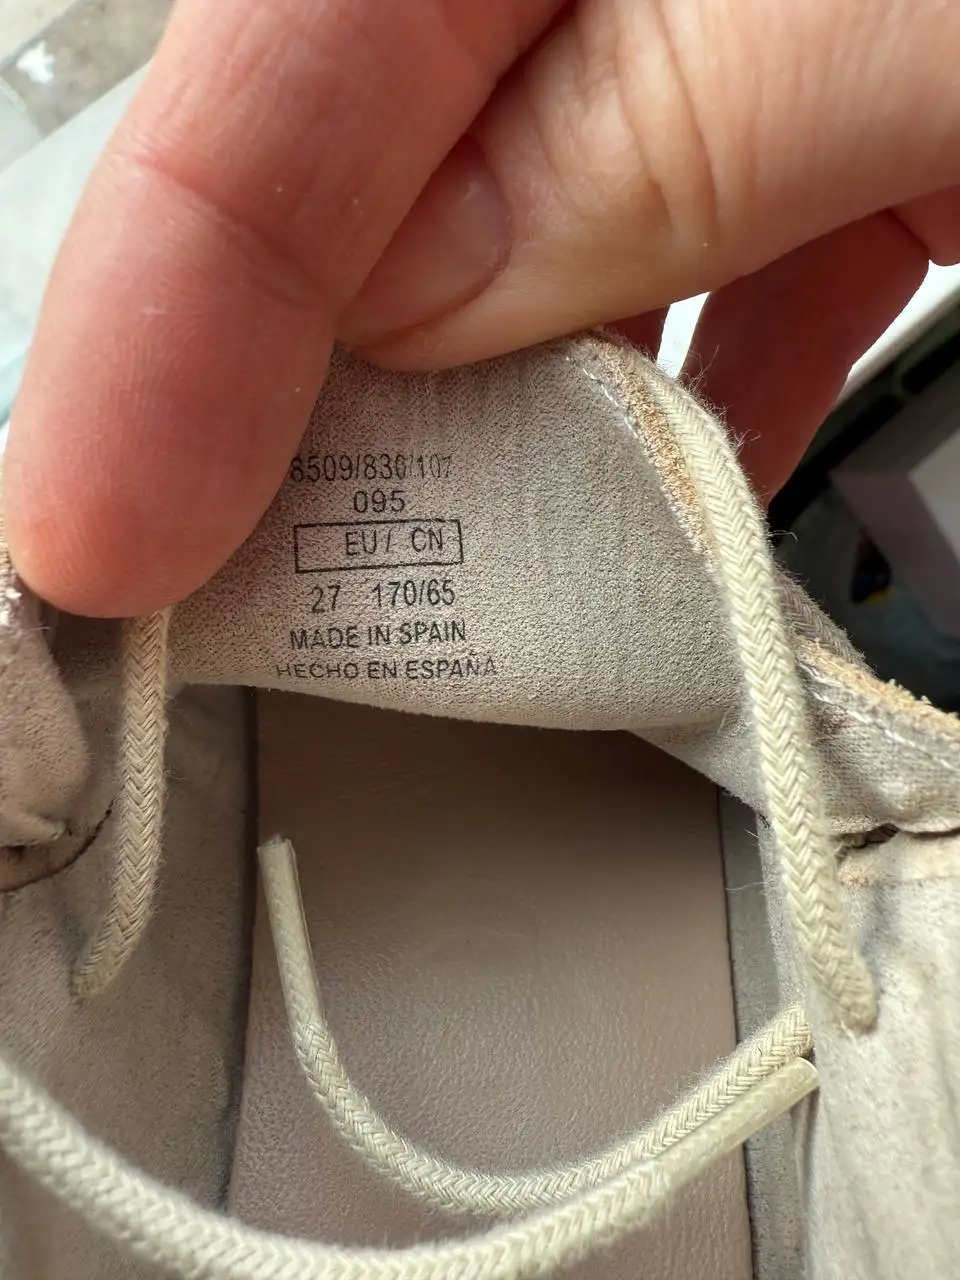 8509/830/107
095
EU / CN
27 170/65
MADE IN SPAIN
HECHO EN ESPAÑA